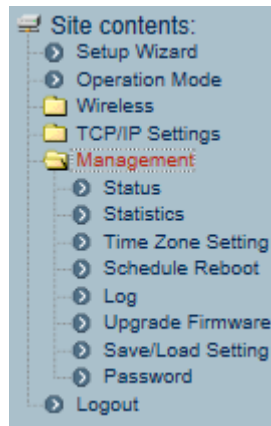 Site contents:
Setup Wizard
Operation Mode
Wireless
TCP/IP Settings
Management
Status
Statistics
Time Zone Setting
Schedule Reboot
Log
Upgrade Firmware
Save/Load Setting
Password
Logout